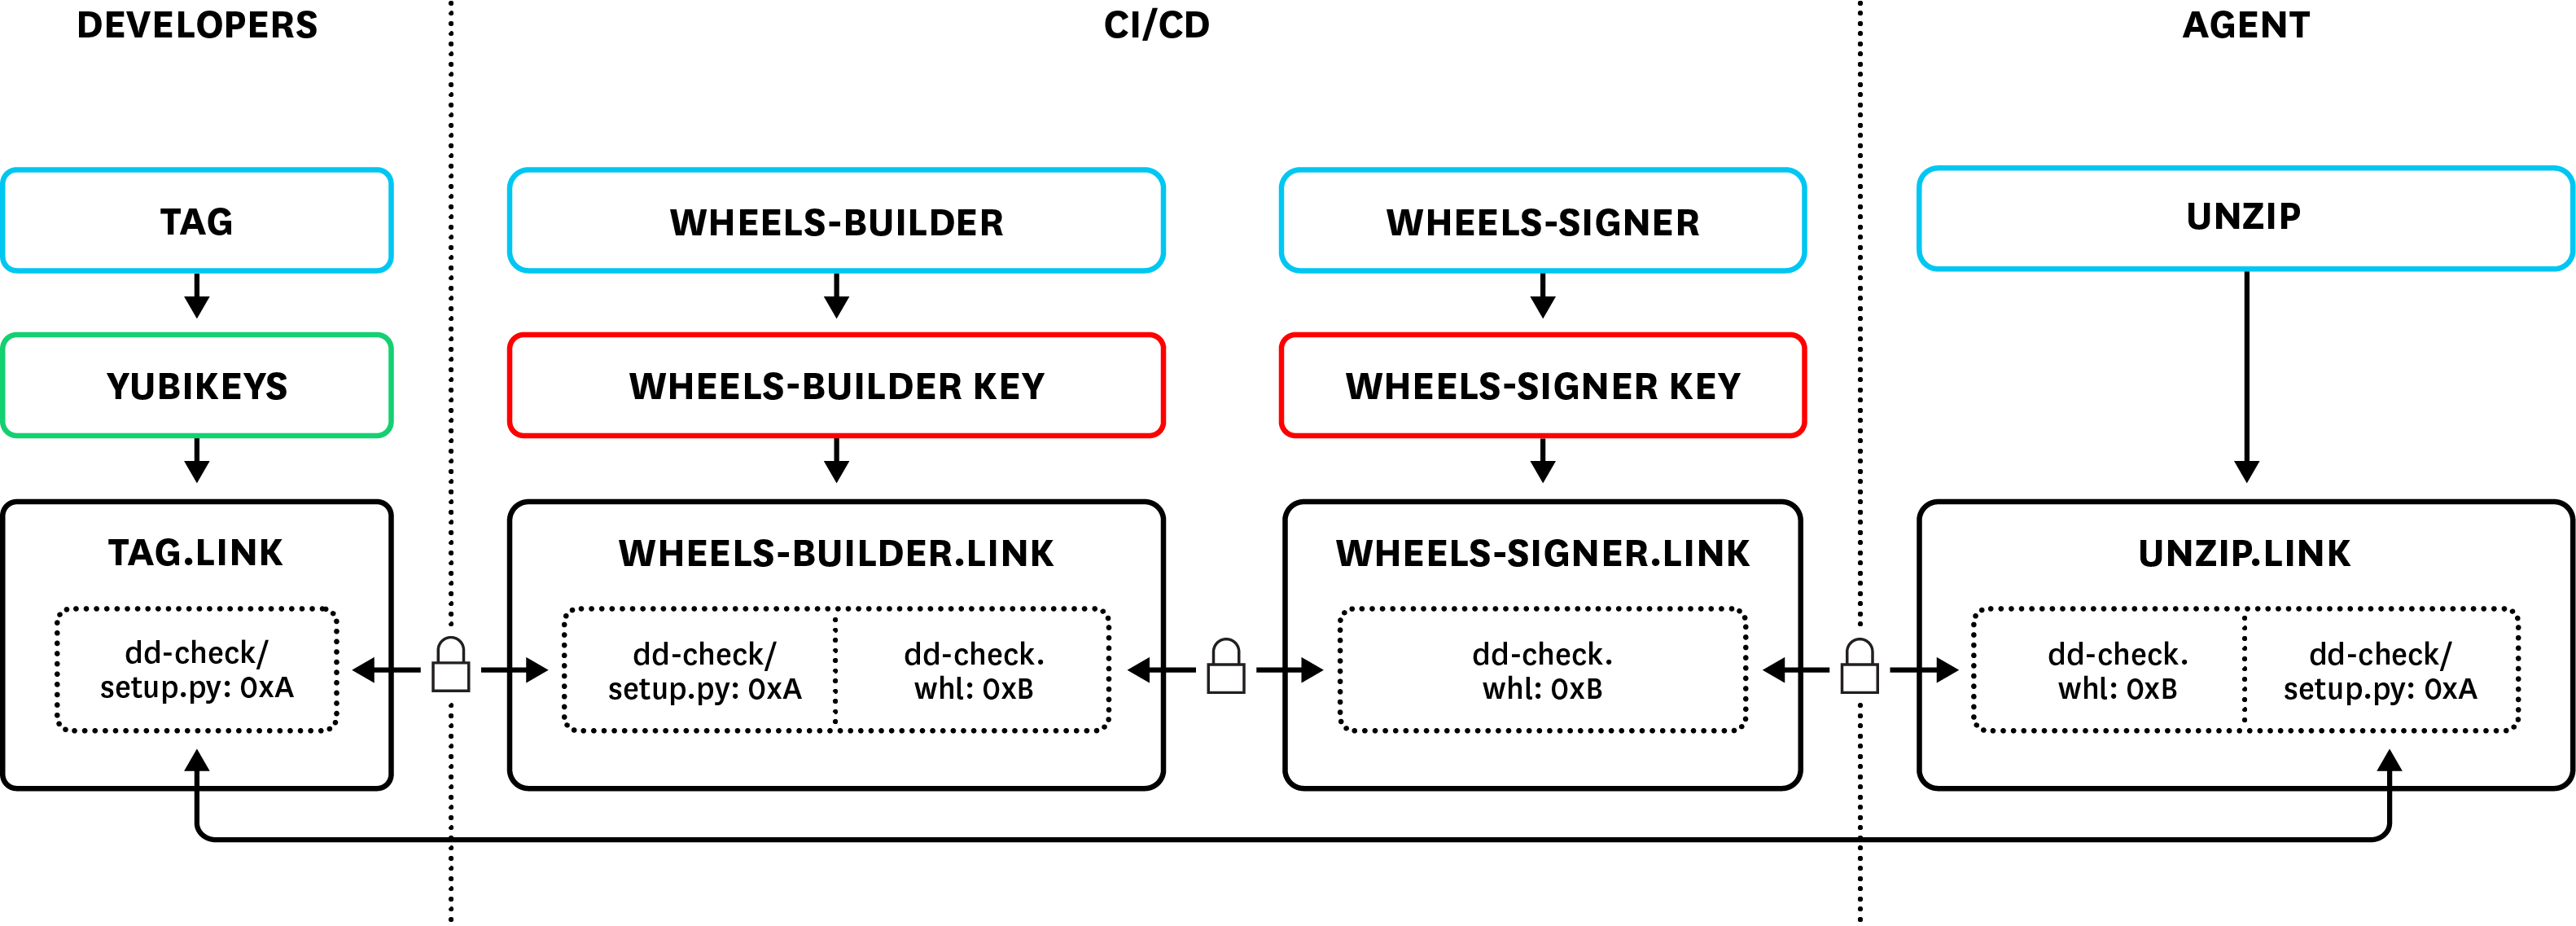 DEVELOPERS
CI/CD
AGENT
TAG
WHEELS-BUILDER
WHEELS-SIGNER
UNZIP
YUBIKEYS
WHEELS-BUILDER KEY
WHEELS-SIGNER KEY
TAG.LINK
dd-check/
setup.py: 0xA
WHEELS-BUILDER.LINK
dd-check/
setup.py: 0xA
dd-check.
whl: 0xB
WHEELS-SIGNER.LINK
dd-check.
whl: 0xB
UNZIP.LINK
dd-check.
whl: 0xB
dd-check/
setup.py: 0xA